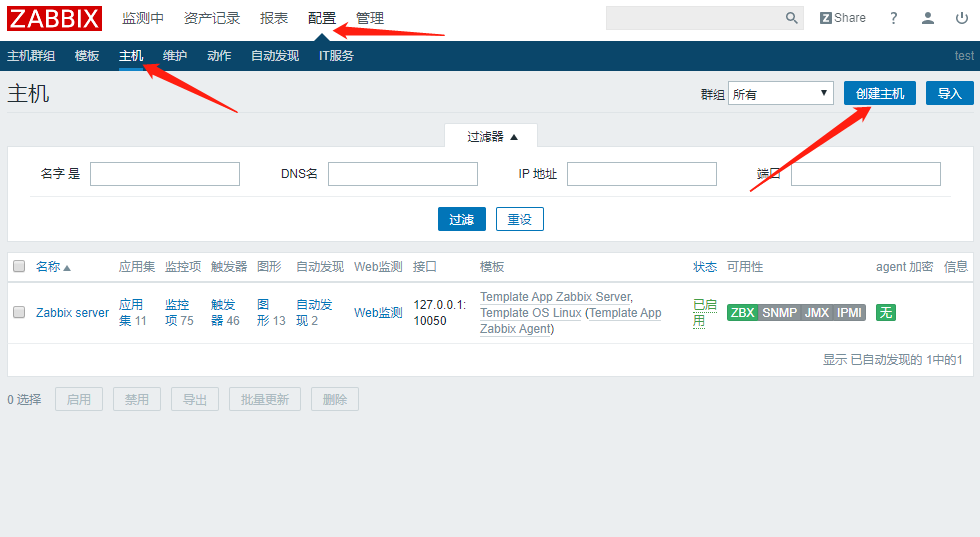 ZABBIX 监测中 资产记录 报表 配置 管理 Z Share ?
主机群组 模板 主机 维护 动作 自动发现 IT服务 test
主机 群组 所有 创建主机 导入
过滤器
名字 是 DNS名 IP 地址 端口
过滤 重设
名称 应用集 监控项 触发器 图形 自动发现 Web监测 接口 模板 状态 可用性 agent 加密 信息
Zabbix server 应用集 11 监控项 75 触发器 46 图形 13 自动发现 2 Web监测 127.0.0.1:10050 Template App Zabbix Server, Template OS Linux (Template App Zabbix Agent) 已启用 ZBX SNMP JMX IPMI 无
显示 已自动发现的 1中的1
0 选择 启用 禁用 导出 批量更新 删除